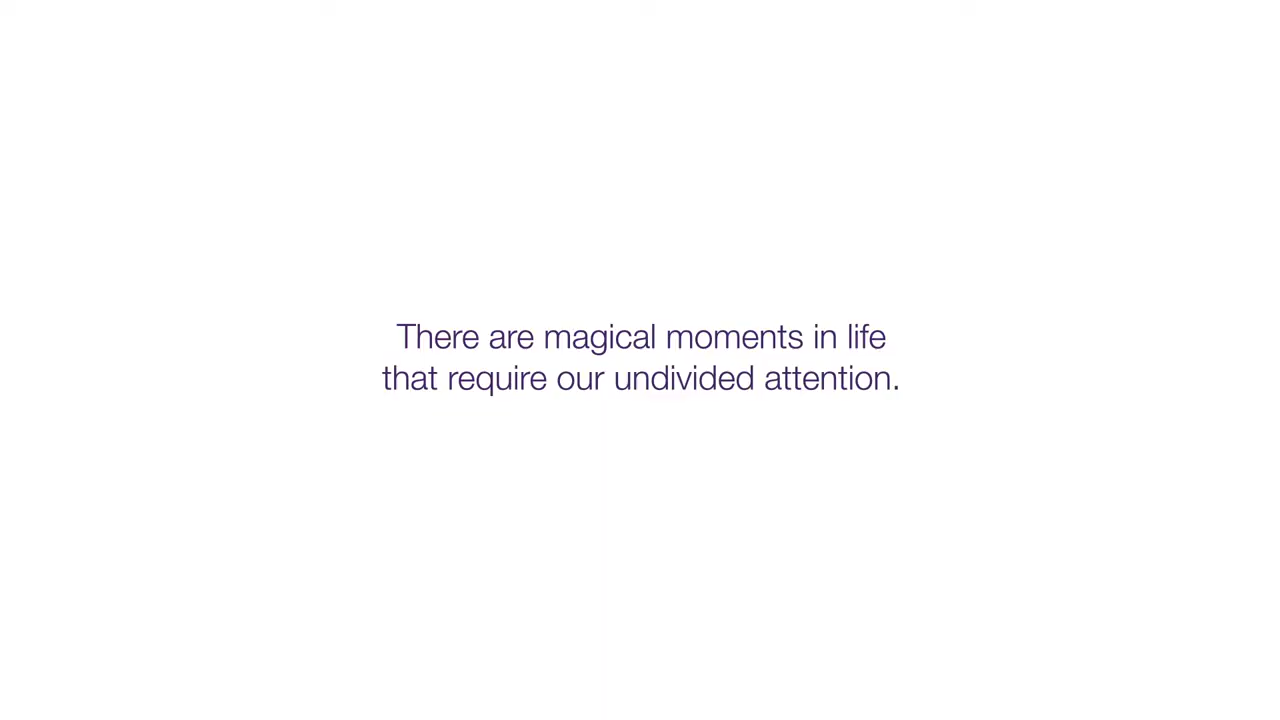 There are magical moments in life
that require our undivided attention.